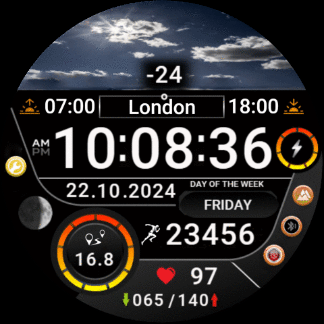 -24°
07:00 London 18:00
AM
PM
10:08:36
22.10.2024
DAY OF THE WEEK
FRIDAY
16.8
23456
97
065 / 140